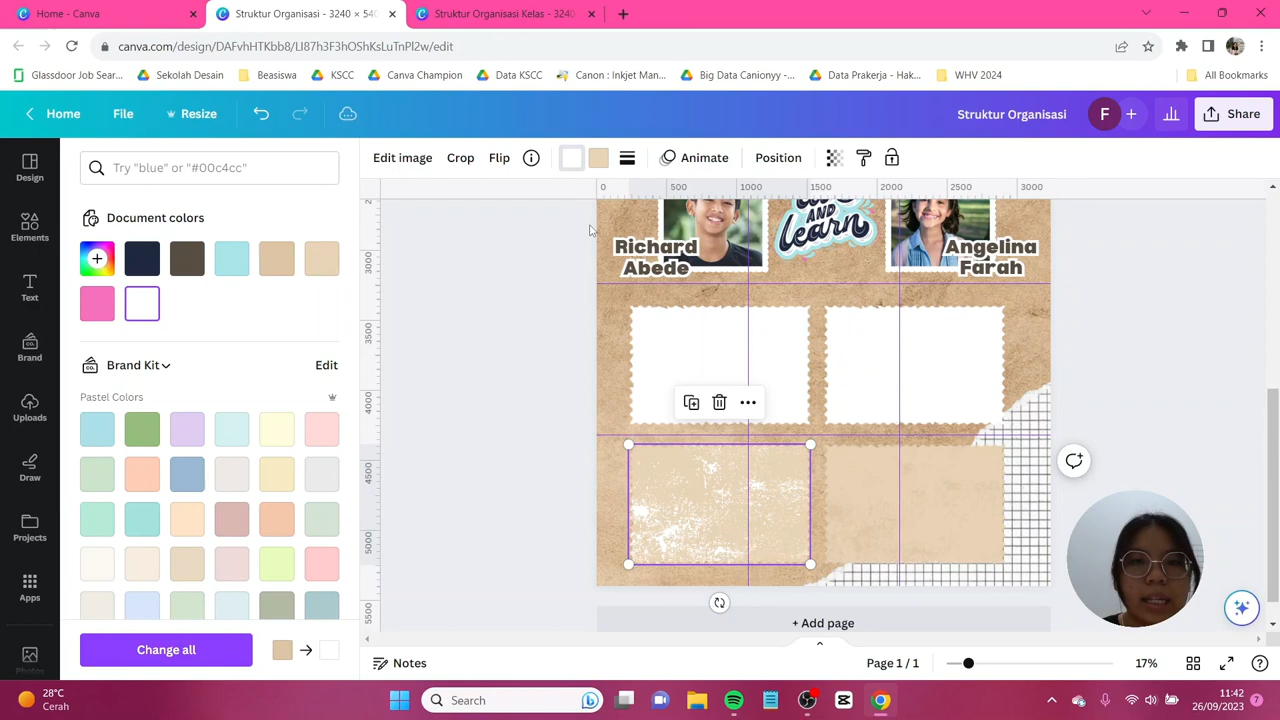 Home - Canva
Struktur Organisasi - 3240 × 540
Struktur Organisasi Kelas - 3240
canva.com/design/DAFvhHTKbb8/LI87h3F3hOShKsLuTnPl2w/edit
Glassdoor Job Sear...
Sekolah Desain
Beasiswa
KSCC
Canva Champion
Data KSCC
Canon : Inkjet Man...
Big Data Canionyy -...
Data Prakerja - Hak...
WHV 2024
All Bookmarks
Home
File
Resize
Struktur Organisasi
F
+
Share
Edit image
Crop
Flip
Animate
Position
Try "blue" or "#00c4cc"
Document colors
Brand Kit
Edit
Pastel Colors
Change all
Design
Elements
Text
Brand
Uploads
Draw
Projects
Apps
Photos
0
500
1000
1500
2000
2500
3000
3000
3500
4000
4500
5000
5500
AND
learn
Richard
Abede
Angelina
Farah
+ Add page
Notes
Page 1 / 1
17%
28°C
Cerah
Search
11:42
26/09/2023